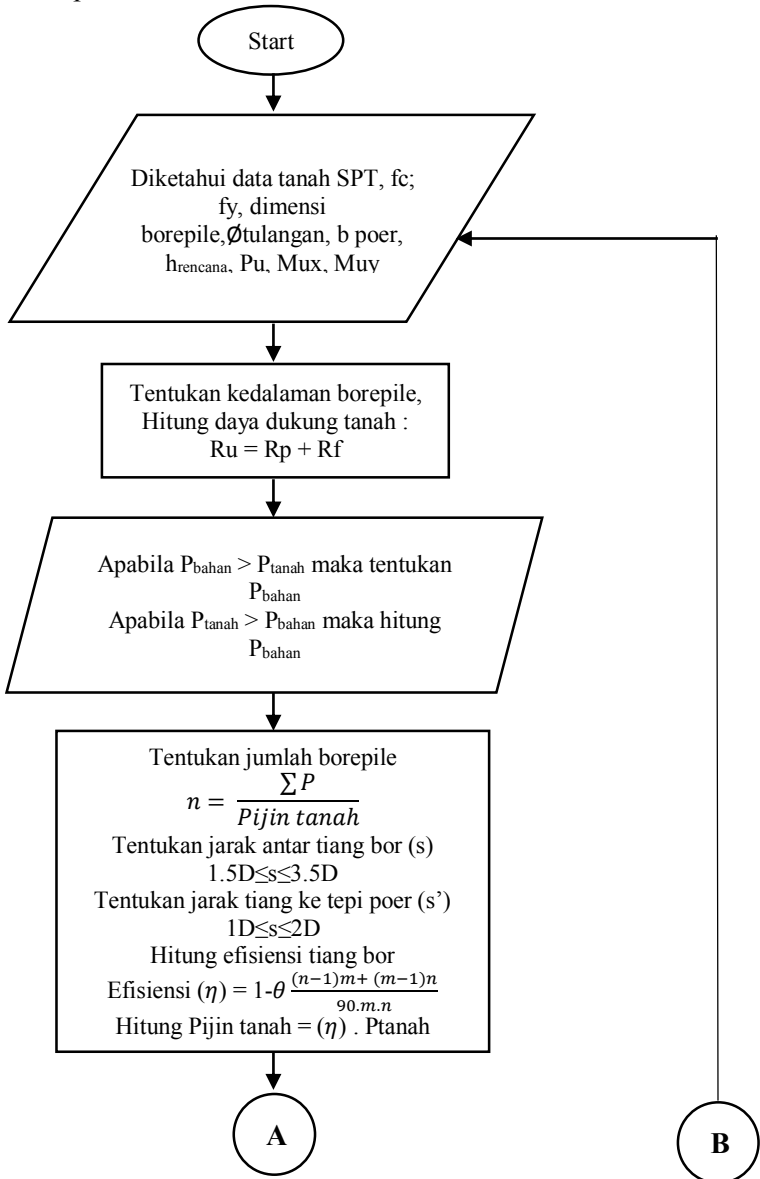 Start
Diketahui data tanah SPT, fc;
fy, dimensi
borepile,Øtulangan, b poer,
hrencana, Pu, Mux, Muy
Tentukan kedalaman borepile,
Hitung daya dukung tanah :
Ru = Rp + Rf
Apabila Pbahan > Ptanah maka tentukan
Pbahan
Apabila Ptanah > Pbahan maka hitung
Pbahan
Tentukan jumlah borepile
n = ∑P / Pijin tanah
Tentukan jarak antar tiang bor (s)
1.5D≤s≤3.5D
Tentukan jarak tiang ke tepi poer (s’)
1D≤s≤2D
Hitung efisiensi tiang bor
Efisiensi (η) = 1-θ (n−1)m+ (m−1)n / 90.m.n
Hitung Pijin tanah = (η) . Ptanah
A
B